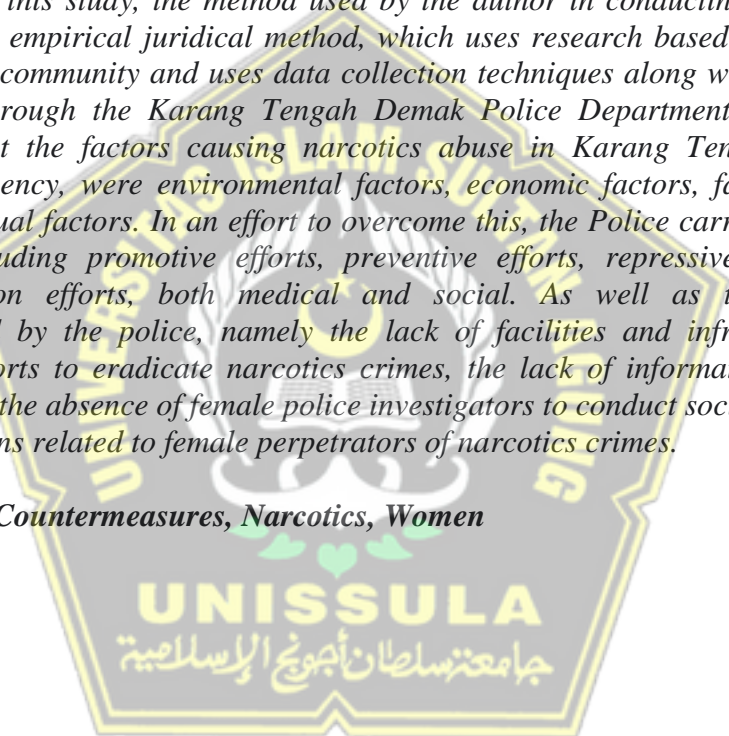 this study, the method used by the author in conducting
empirical juridical method, which uses research based
community and uses data collection techniques along w
rough the Karang Tengah Demak Police Department
t the factors causing narcotics abuse in Karang Ten
ency, were environmental factors, economic factors, fa
ual factors. In an effort to overcome this, the Police carr
uding promotive efforts, preventive efforts, repressive
on efforts, both medical and social. As well as t
d by the police, namely the lack of facilities and infr
orts to eradicate narcotics crimes, the lack of informa
the absence of female police investigators to conduct soc
ns related to female perpetrators of narcotics crimes.
Countermeasures, Narcotics, Women
UNIVERSITAS ISLAM SULTAN AGUNG
UNISSULA
جامعة سلطان أجونج الإسلامية